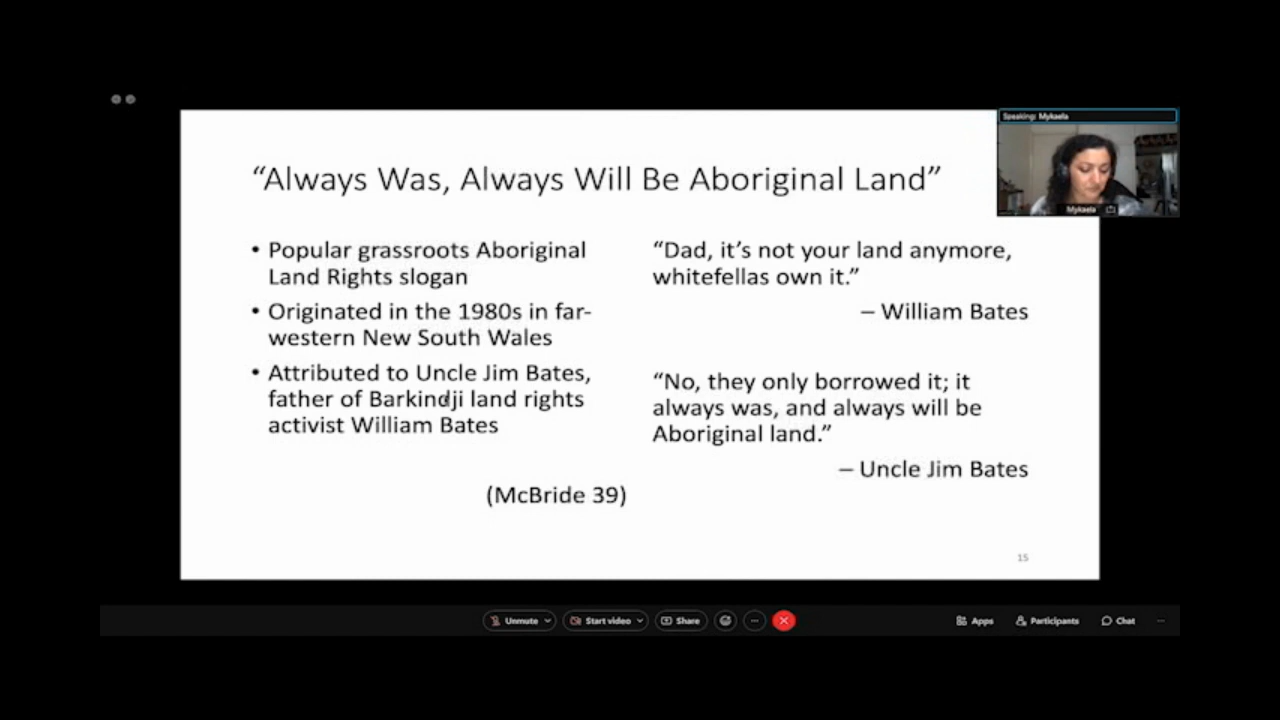 Speaking: Mykaela
Mykaela
“Always Was, Always Will Be Aboriginal Land”
• Popular grassroots Aboriginal
Land Rights slogan
• Originated in the 1980s in far-
western New South Wales
• Attributed to Uncle Jim Bates,
father of Barkindji land rights
activist William Bates
(McBride 39)
“Dad, it’s not your land anymore,
whitefellas own it.”
– William Bates
“No, they only borrowed it; it
always was, and always will be
Aboriginal land.”
– Uncle Jim Bates
15
Unmute
Start video
Share
Apps
Participants
Chat